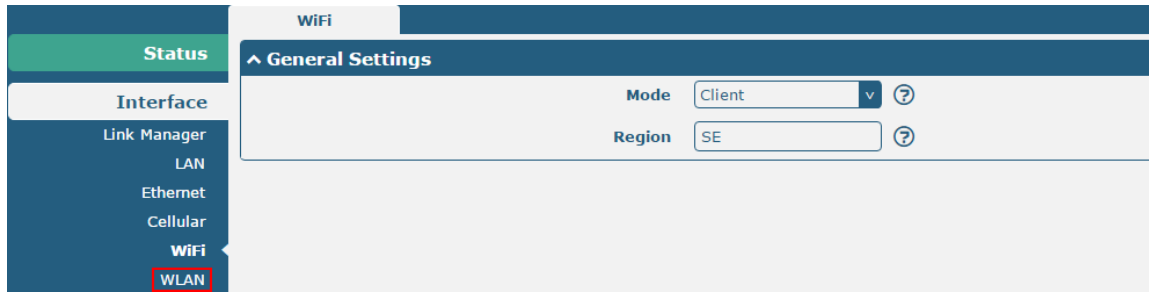 WiFi
Status
Interface
Link Manager
LAN
Ethernet
Cellular
WiFi
WLAN
General Settings
Mode Client v ?
Region SE ?